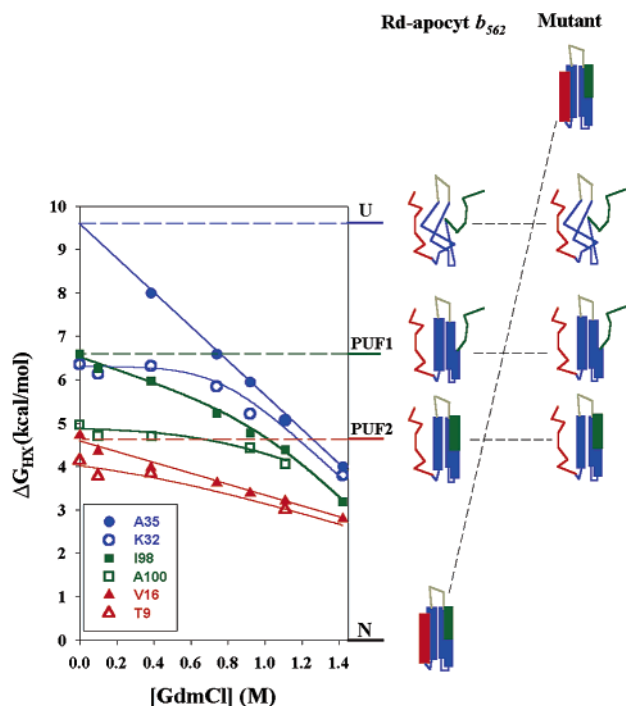 Rd-apocyt b562 Mutant
10
9
8
7
6
5
4
3
2
1
0
ΔG_HX (kcal/mol)
U
PUF1
PUF2
N
A35
K32
I98
A100
V16
T9
0.0 0.2 0.4 0.6 0.8 1.0 1.2 1.4
[GdmCl] (M)